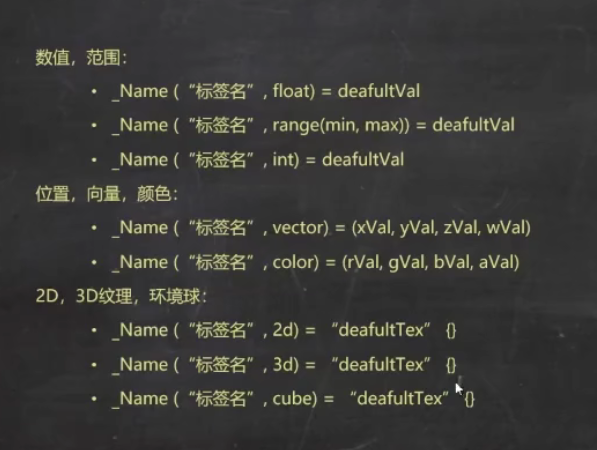 数值，范围：
• _Name (“标签名”, float) = deafultVal
• _Name (“标签名”, range(min, max)) = deafultVal
• _Name (“标签名”, int) = deafultVal
位置，向量，颜色：
• _Name (“标签名”, vector) = (xVal, yVal, zVal, wVal)
• _Name (“标签名”, color) = (rVal, gVal, bVal, aVal)
2D，3D纹理，环境球：
• _Name (“标签名”, 2d) = “deafultTex” {}
• _Name (“标签名”, 3d) = “deafultTex” {}
• _Name (“标签名”, cube) = “deafultTex” {}